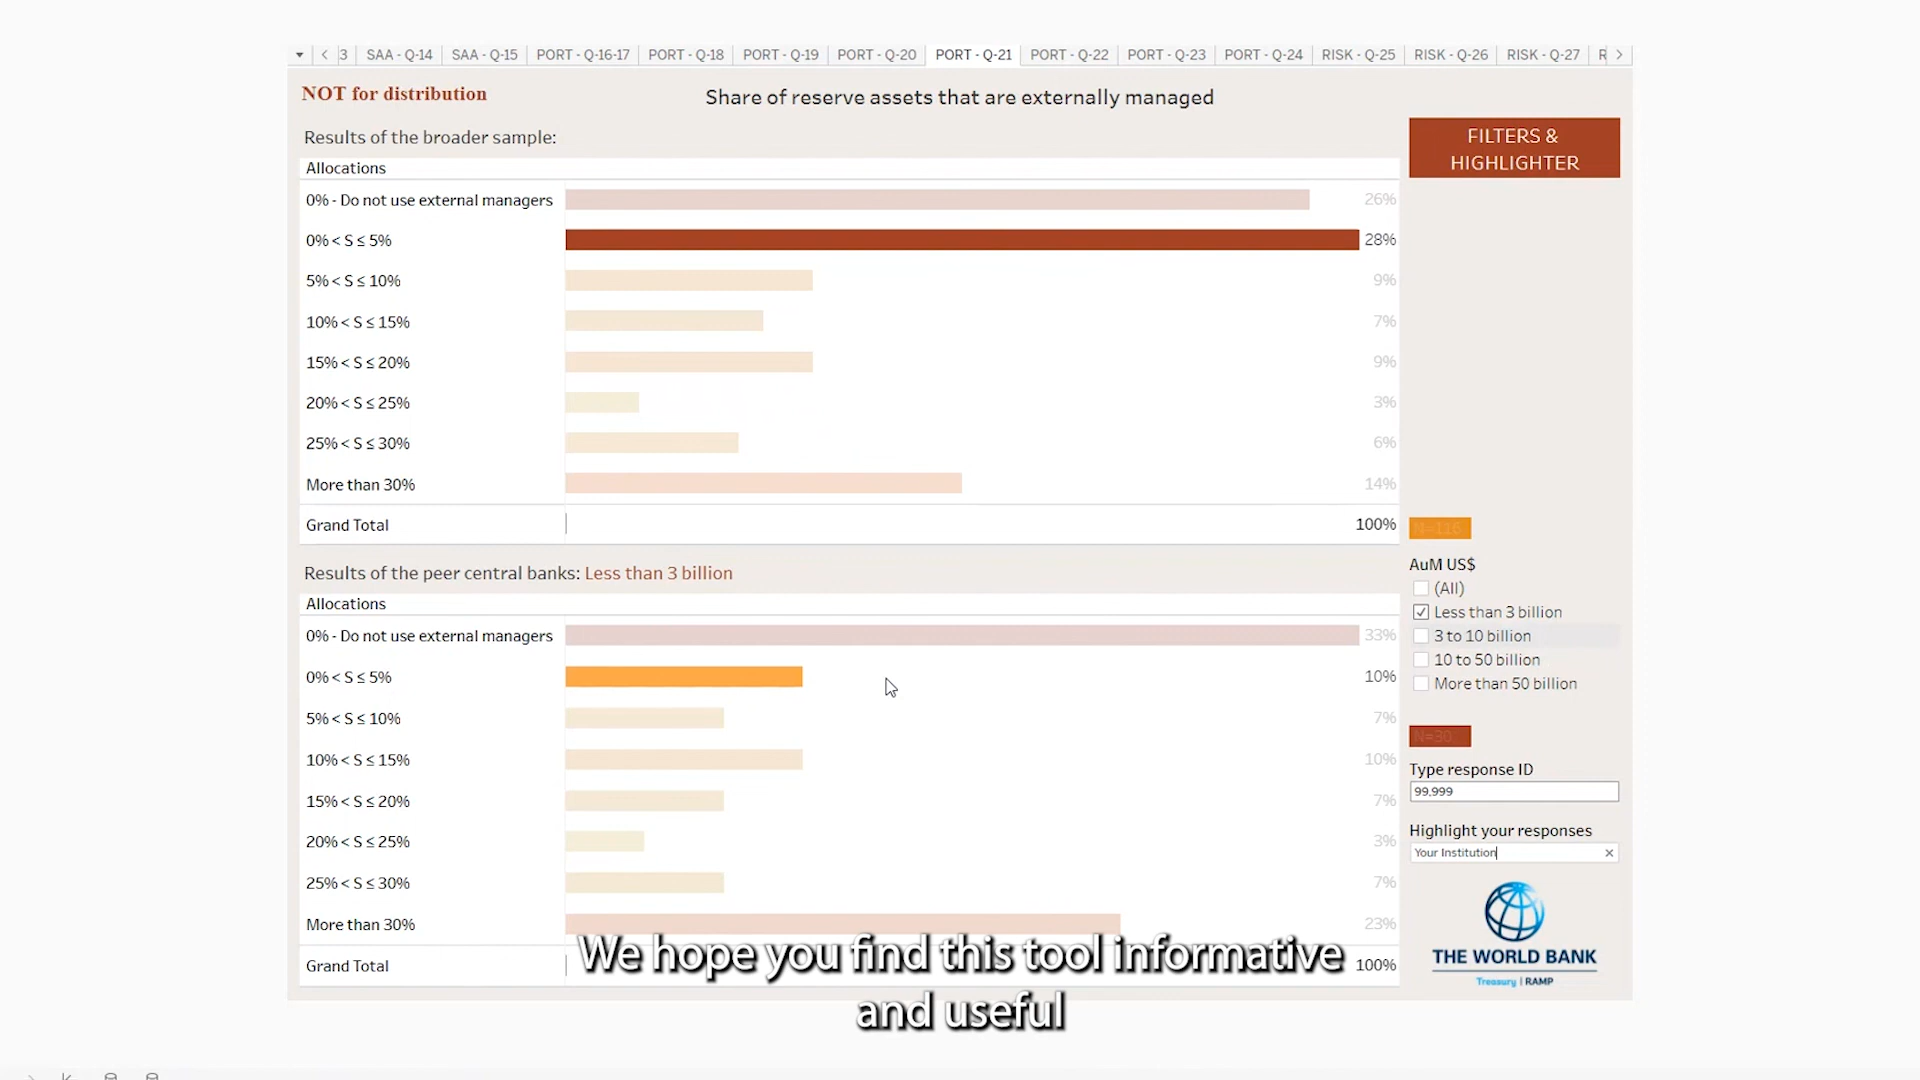 3 SAA - Q-14 SAA - Q-15 PORT - Q-16-17 PORT - Q-18 PORT - Q-19 PORT - Q-20 PORT - Q-21 PORT - Q-22 PORT - Q-23 PORT - Q-24 RISK - Q-25 RISK - Q-26 RISK - Q-27
NOT for distribution
Share of reserve assets that are externally managed
FILTERS &
HIGHLIGHTER
Results of the broader sample:
Allocations
0% - Do not use external managers 26%
0% < S ≤ 5% 28%
5% < S ≤ 10% 9%
10% < S ≤ 15% 7%
15% < S ≤ 20% 9%
20% < S ≤ 25% 3%
25% < S ≤ 30% 6%
More than 30% 14%
Grand Total 100%
N=116
Results of the peer central banks: Less than 3 billion
Allocations
0% - Do not use external managers 33%
0% < S ≤ 5% 10%
5% < S ≤ 10% 7%
10% < S ≤ 15% 10%
15% < S ≤ 20% 7%
20% < S ≤ 25% 3%
25% < S ≤ 30% 7%
More than 30% 23%
Grand Total 100%
AuM US$
(All)
Less than 3 billion
3 to 10 billion
10 to 50 billion
More than 50 billion
N=30
Type response ID
99,999
Highlight your responses
Your Institution
THE WORLD BANK
Treasury | RAMP
We hope you find this tool informative
and useful